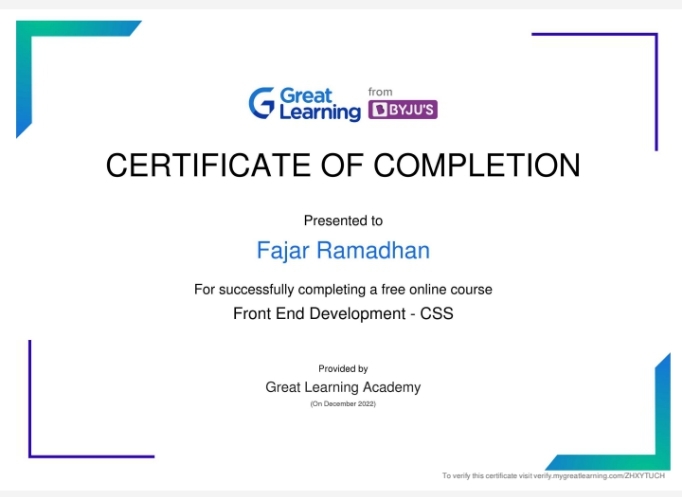 Great Learning from BYJU'S
CERTIFICATE OF COMPLETION
Presented to
Fajar Ramadhan
For successfully completing a free online course
Front End Development - CSS
Provided by
Great Learning Academy
(On December 2022)
To verify this certificate visit verify.mygreatlearning.com/ZHXYTUCH